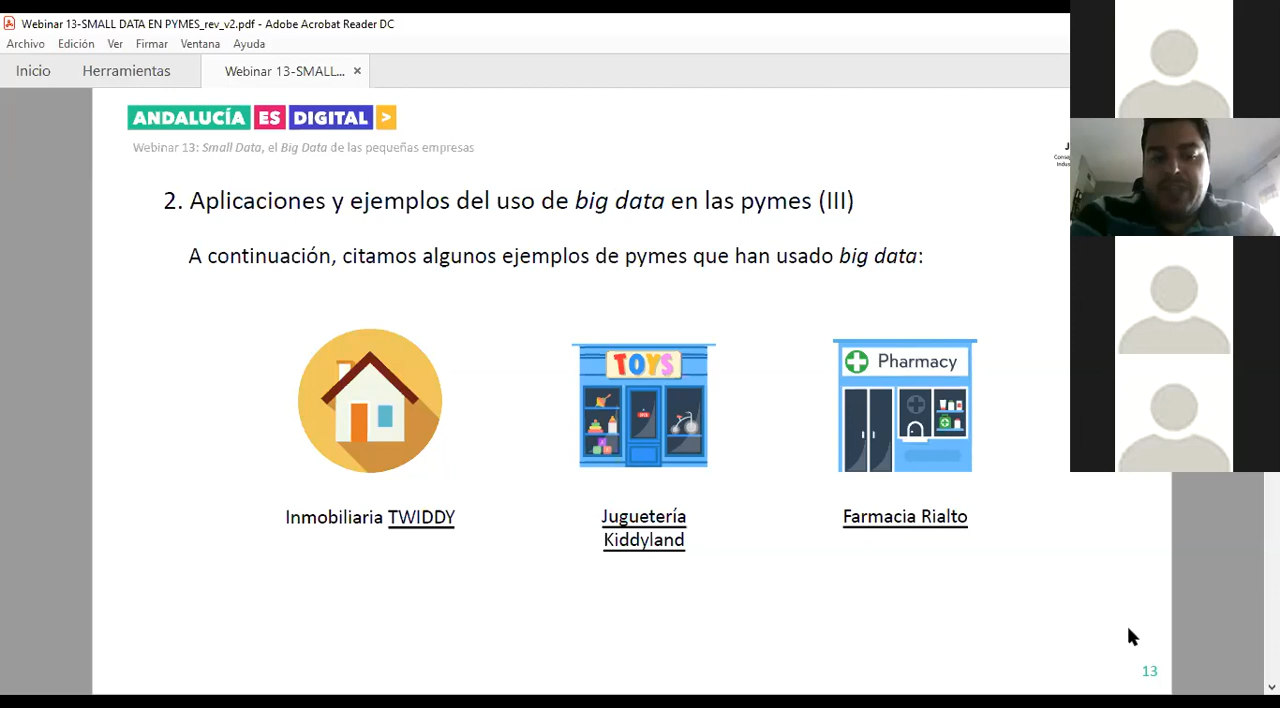 Webinar 13-SMALL DATA EN PYMES_rev_v2.pdf - Adobe Acrobat Reader DC
Archivo Edición Ver Firmar Ventana Ayuda
Inicio Herramientas Webinar 13-SMALL... ×
ANDALUCÍA ES DIGITAL >
Webinar 13: Small Data, el Big Data de las pequeñas empresas
2. Aplicaciones y ejemplos del uso de big data en las pymes (III)
A continuación, citamos algunos ejemplos de pymes que han usado big data:
TOYS
Pharmacy
Inmobiliaria TWIDDY
Juguetería
Kiddyland
Farmacia Rialto
13